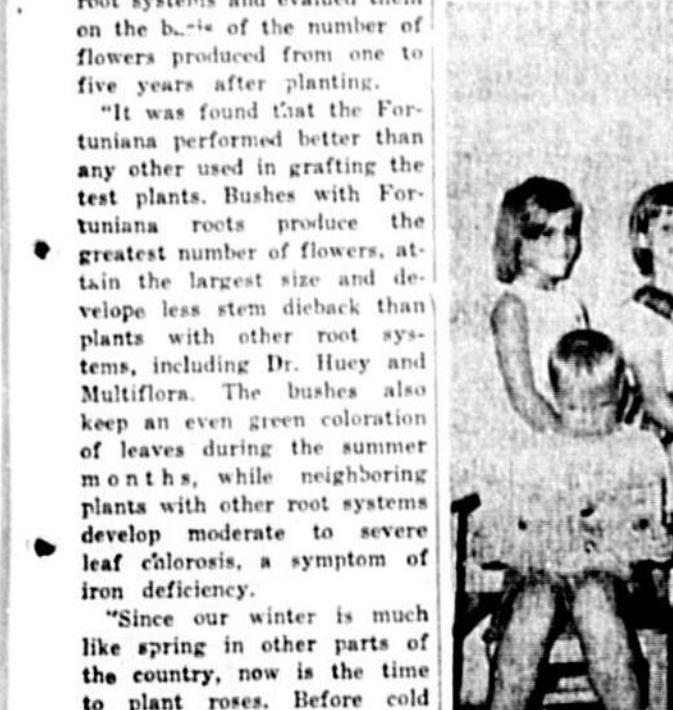 root systems and evaluated them
on the basis of the number of
flowers produced from one to
five years after planting.
"It was found that the For-
tuniana performed better than
any other used in grafting the
test plants. Bushes with For-
tuniana roots produce the
greatest number of flowers, at-
tain the largest size and de-
velope less stem dieback than
plants with other root sys-
tems, including Dr. Huey and
Multiflora. The bushes also
keep an even green coloration
of leaves during the summer
months, while neighboring
plants with other root systems
develop moderate to severe
leaf chlorosis, a symptom of
iron deficiency.
"Since our winter is much
like spring in other parts of
the country, now is the time
to plant roses. Before cold